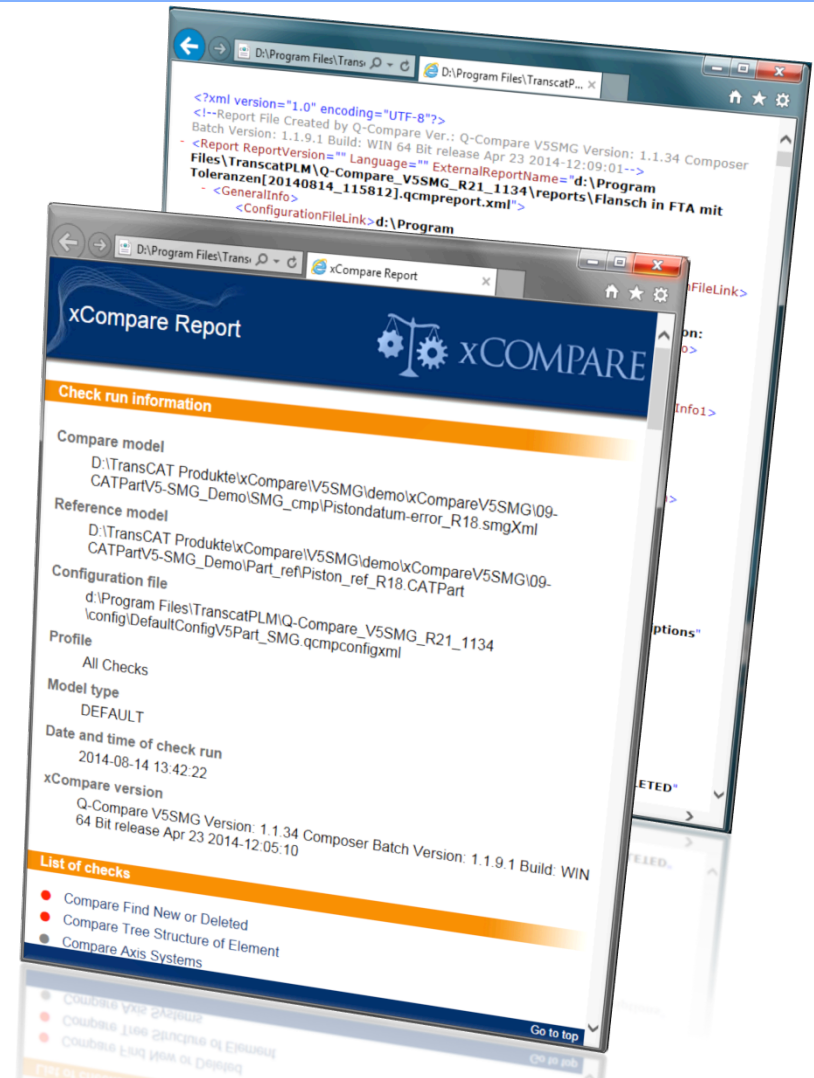 D:\Program Files\Trans
D:\Program Files\TranscatP...
<?xml version="1.0" encoding="UTF-8"?>
<!--Report File Created by Q-Compare Ver.: Q-Compare V5SMG Version: 1.1.34 Composer
Batch Version: 1.1.9.1 Build: WIN 64 Bit release Apr 23 2014-12:09:01-->
- <Report ReportVersion="" Language="" ExternalReportName="d:\Program
Files\TranscatPLM\Q-Compare_V5SMG_R21_1134\reports\Flansch in FTA mit
Toleranzen[20140814_115812].qcmpreport.xml">
- <GeneralInfo>
<ConfigurationFileLink>d:\Program
FileLink>
on:
o>
Info1>
ptions"
ETED"
D:\Program Files\Trans
xCompare Report
xCompare Report
xCOMPARE
Check run information
Compare model
D:\TransCAT Produkte\xCompare\V5SMG\demo\xCompareV5SMG\09-
CATPartV5-SMG_Demo\SMG_cmp\Pistondatum-error_R18.smgXml
Reference model
D:\TransCAT Produkte\xCompare\V5SMG\demo\xCompareV5SMG\09-
CATPartV5-SMG_Demo\Part_ref\Piston_ref_R18.CATPart
Configuration file
d:\Program Files\TranscatPLM\Q-Compare_V5SMG_R21_1134
\config\DefaultConfigV5Part_SMG.qcmpconfigxml
Profile
All Checks
Model type
DEFAULT
Date and time of check run
2014-08-14 13:42:22
xCompare version
Q-Compare V5SMG Version: 1.1.34 Composer Batch Version: 1.1.9.1 Build: WIN
64 Bit release Apr 23 2014-12:05:10
List of checks
Compare Find New or Deleted
Compare Tree Structure of Element
Compare Axis Systems
Go to top